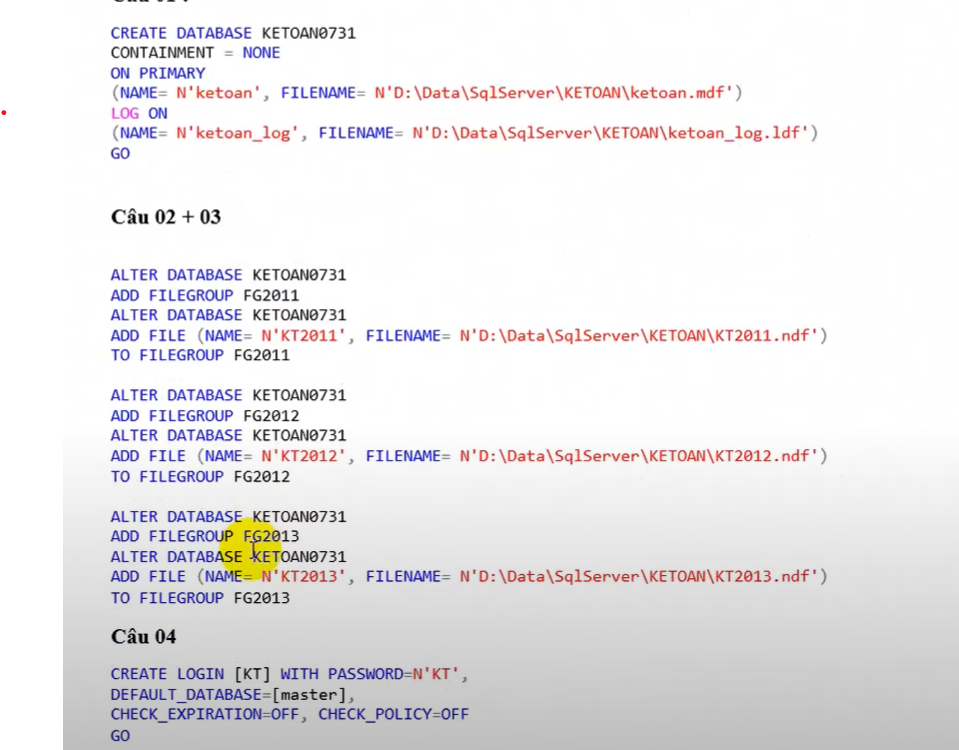 CREATE DATABASE KETOAN0731
CONTAINMENT = NONE
ON PRIMARY
(NAME= N'ketoan', FILENAME= N'D:\Data\SqlServer\KETOAN\ketoan.mdf')
LOG ON
(NAME= N'ketoan_log', FILENAME= N'D:\Data\SqlServer\KETOAN\ketoan_log.ldf')
GO
Câu 02 + 03
ALTER DATABASE KETOAN0731
ADD FILEGROUP FG2011
ALTER DATABASE KETOAN0731
ADD FILE (NAME= N'KT2011', FILENAME= N'D:\Data\SqlServer\KETOAN\KT2011.ndf')
TO FILEGROUP FG2011
ALTER DATABASE KETOAN0731
ADD FILEGROUP FG2012
ALTER DATABASE KETOAN0731
ADD FILE (NAME= N'KT2012', FILENAME= N'D:\Data\SqlServer\KETOAN\KT2012.ndf')
TO FILEGROUP FG2012
ALTER DATABASE KETOAN0731
ADD FILEGROUP FG2013
ALTER DATABASE KETOAN0731
ADD FILE (NAME= N'KT2013', FILENAME= N'D:\Data\SqlServer\KETOAN\KT2013.ndf')
TO FILEGROUP FG2013
Câu 04
CREATE LOGIN [KT] WITH PASSWORD=N'KT',
DEFAULT_DATABASE=[master],
CHECK_EXPIRATION=OFF, CHECK_POLICY=OFF
GO